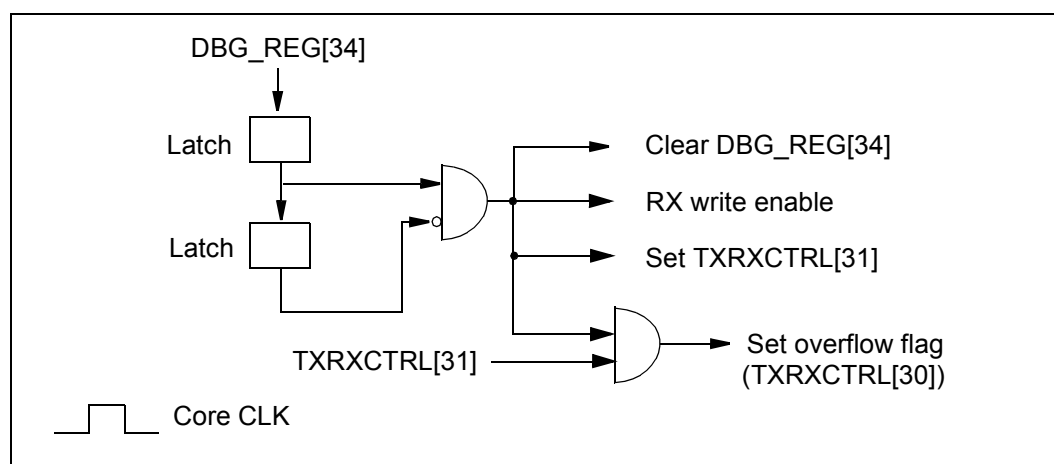 DBG_REG[34]
Latch
Clear DBG_REG[34]
RX write enable
Latch
Set TXRXCTRL[31]
TXRXCTRL[31]
Set overflow flag
(TXRXCTRL[30])
Core CLK